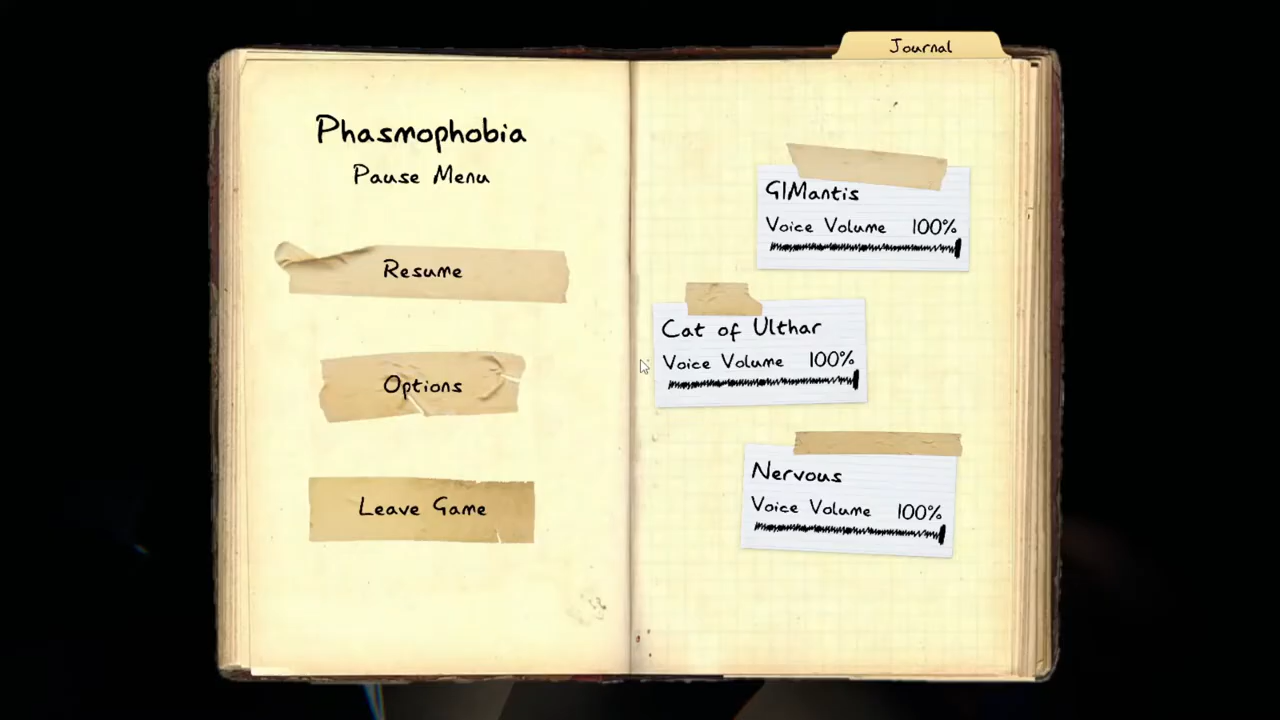 Journal
Phasmophobia
Pause Menu
Resume
Options
Leave Game
GIMantis
Voice Volume 100%
Cat of Ulthar
Voice Volume 100%
Nervous
Voice Volume 100%